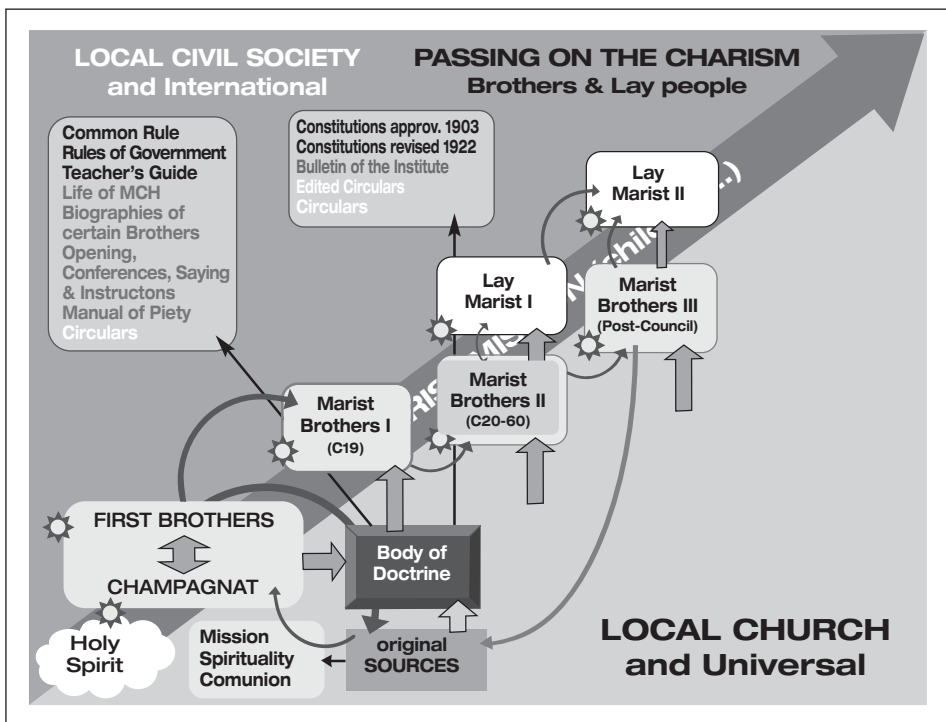 LOCAL CIVIL SOCIETY
and International
PASSING ON THE CHARISM
Brothers & Lay people
Common Rule
Rules of Government
Teacher's Guide
Life of MCH
Biographies of
certain Brothers
Opening,
Conferences, Saying
& Instructons
Manual of Piety
Circulars
Constitutions approv. 1903
Constitutions revised 1922
Bulletin of the Institute
Edited Circulars
Circulars
Lay
Marist II
Lay
Marist I
Marist
Brothers III
(Post-Council)
Marist
Brothers II
(C20-60)
Marist
Brothers I
(C19)
FIRST BROTHERS
CHAMPAGNAT
Body of
Doctrine
Holy
Spirit
Mission
Spirituality
Comunion
original
SOURCES
LOCAL CHURCH
and Universal